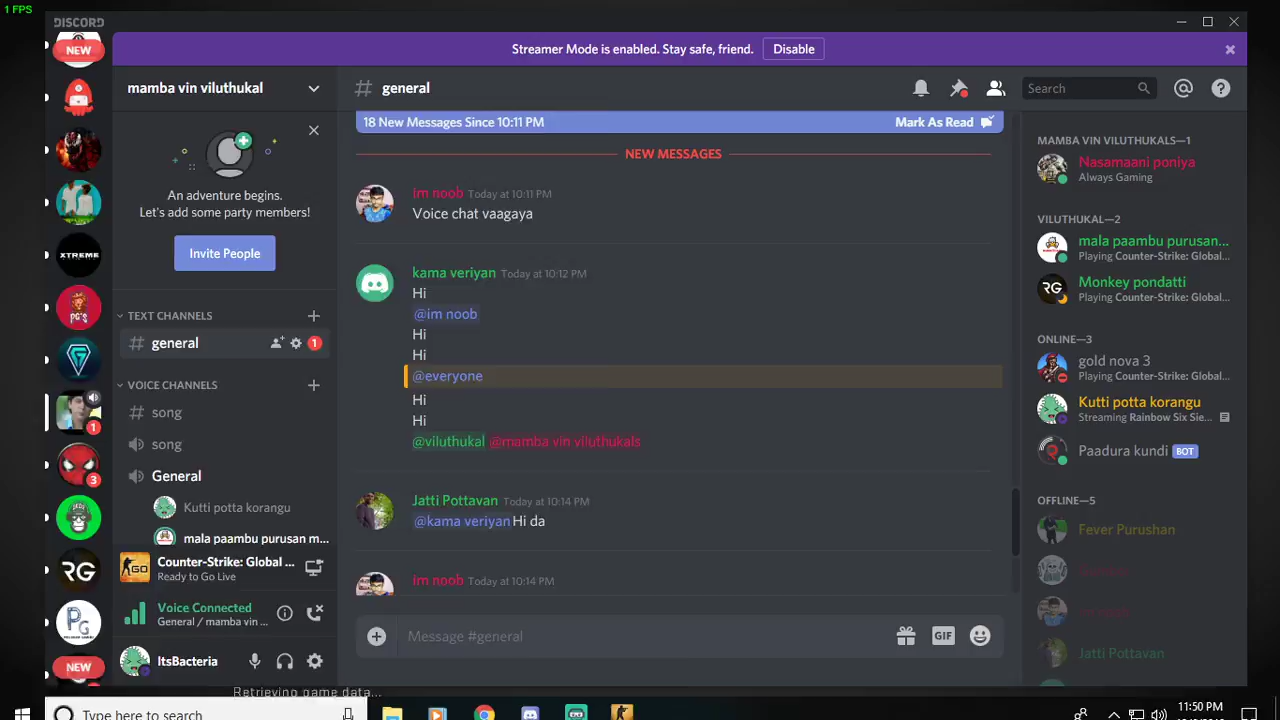 1 FPS
DISCORD
Streamer Mode is enabled. Stay safe, friend.
Disable
NEW
XTREME
PG'S
1
3
RG
PG
NEW
mamba vin viluthukal
An adventure begins.
Let's add some party members!
Invite People
TEXT CHANNELS
general
1
VOICE CHANNELS
song
song
General
Kutti potta korangu
mala paambu purusan m...
Counter-Strike: Global ...
Ready to Go Live
Voice Connected
General / mamba vin ...
ItsBacteria
# general
Search
18 New Messages Since 10:11 PM
Mark As Read
NEW MESSAGES
im noob Today at 10:11 PM
Voice chat vaagaya
kama veriyan Today at 10:12 PM
Hi
@im noob
Hi
Hi
@everyone
Hi
Hi
@viluthukal @mamba vin viluthukals
Jatti Pottavan Today at 10:14 PM
@kama veriyan Hi da
im noob Today at 10:14 PM
Message #general
GIF
MAMBA VIN VILUTHUKALS—1
Nasamaani poniya
Always Gaming
VILUTHUKAL—2
mala paambu purusan...
Playing Counter-Strike: Global...
RG
Monkey pondatti
Playing Counter-Strike: Global...
ONLINE—3
gold nova 3
Playing Counter-Strike: Global...
Kutti potta korangu
Streaming Rainbow Six Sie...
Paadura kundi BOT
OFFLINE—5
Fever Purushan
Jatti Pottavan
Retrieving game data...
Type here to search
11:50 PM